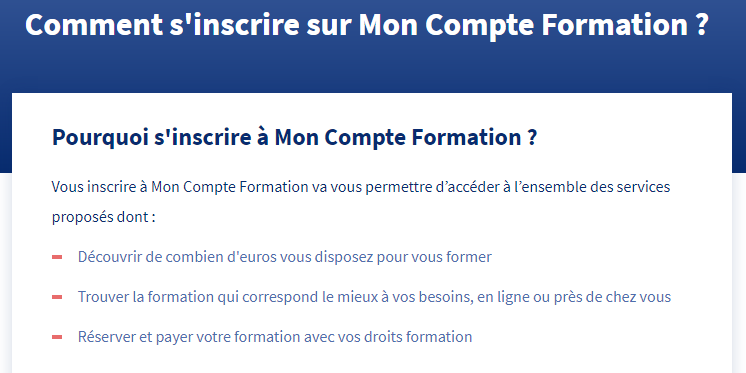 Comment s'inscrire sur Mon Compte Formation ?
Pourquoi s'inscrire à Mon Compte Formation ?
Vous inscrire à Mon Compte Formation va vous permettre d’accéder à l’ensemble des services
proposés dont :
Découvrir de combien d'euros vous disposez pour vous former
Trouver la formation qui correspond le mieux à vos besoins, en ligne ou près de chez vous
Réserver et payer votre formation avec vos droits formation